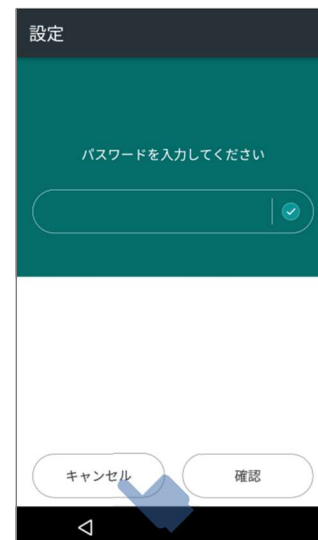 設定
パスワードを入力してください
キャンセル
確認